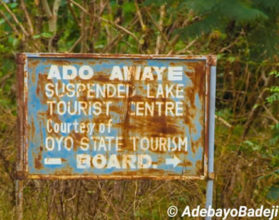 ADO AWAYE
SUSPENDED LAKE
TOURIST CENTRE
Courtesy of
OYO STATE TOURISM
BOARD
© @AdebayoBadeji